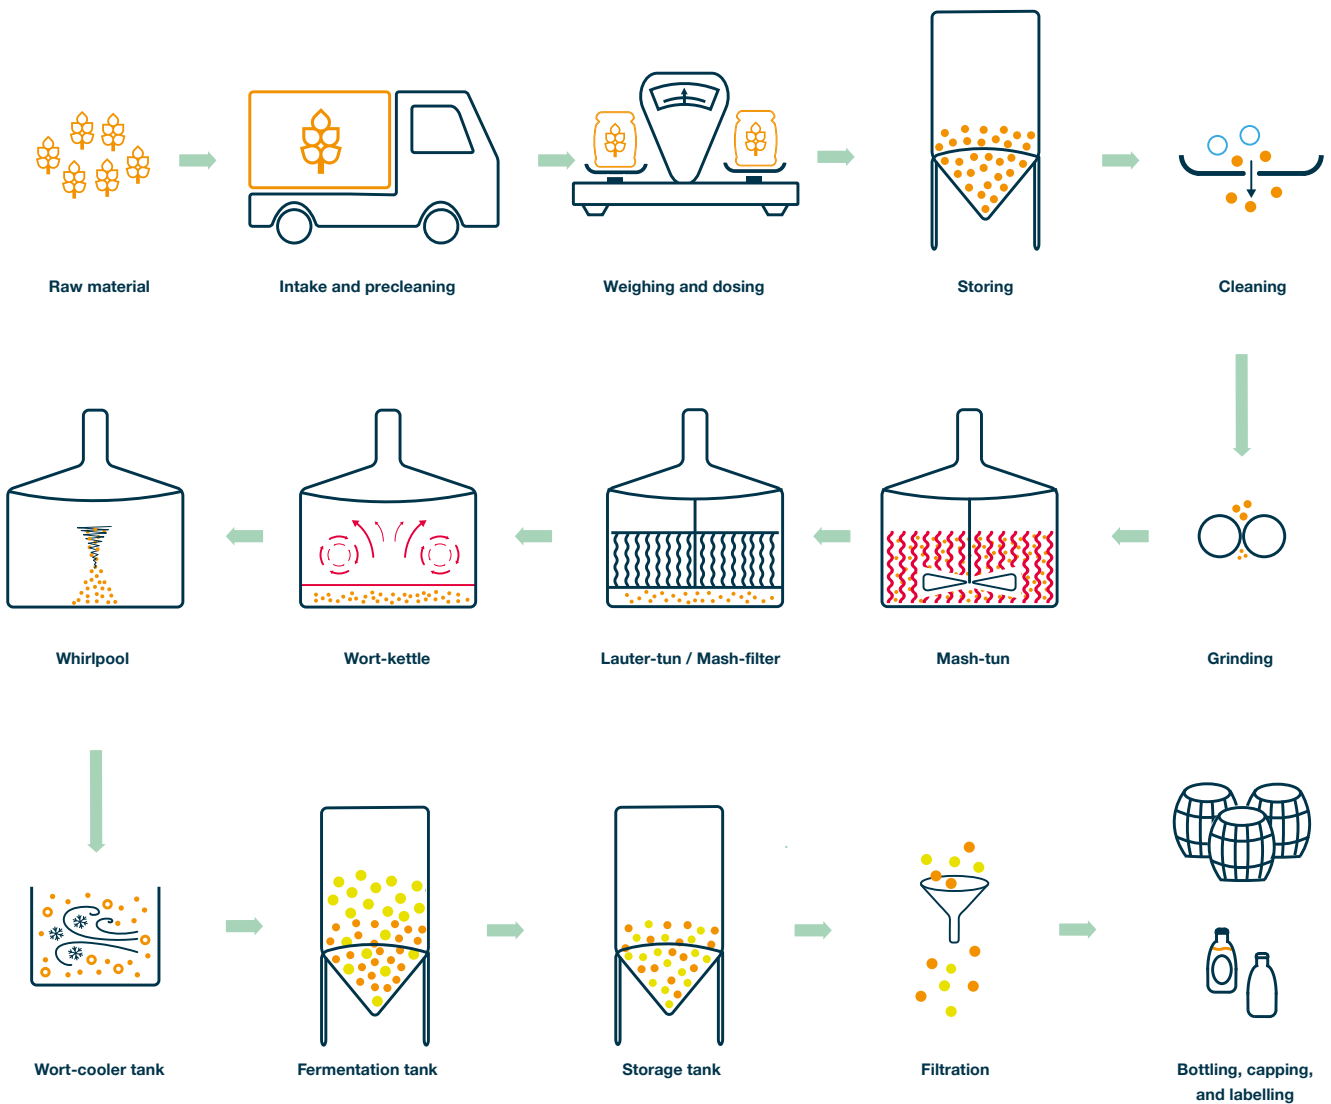 Raw material
Intake and precleaning
Weighing and dosing
Storing
Cleaning
Whirlpool
Wort-kettle
Lauter-tun / Mash-filter
Mash-tun
Grinding
Wort-cooler tank
Fermentation tank
Storage tank
Filtration
Bottling, capping,
and labelling